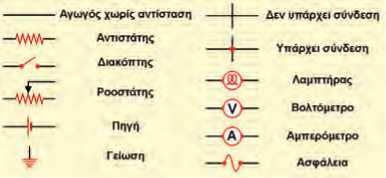 Αγωγός χωρίς αντίσταση
Αντιστάτης
Διακόπτης
Ροοστάτης
Πηγή
Γείωση
Δεν υπάρχει σύνδεση
Υπάρχει σύνδεση
Λαμπτήρας
V Βολτόμετρο
A Αμπερόμετρο
Ασφάλεια